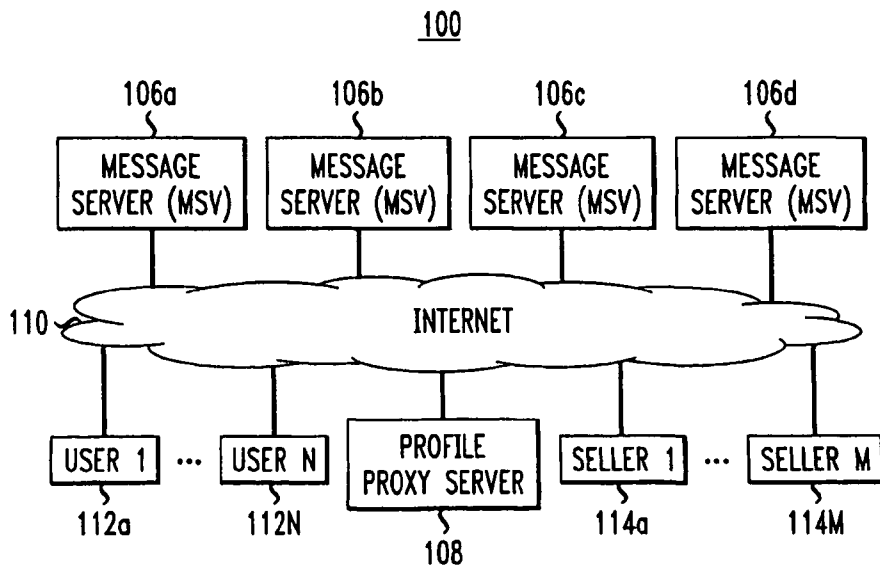 100
106a 106b 106c 106d
MESSAGE SERVER (MSV)
MESSAGE SERVER (MSV)
MESSAGE SERVER (MSV)
MESSAGE SERVER (MSV)
110
INTERNET
USER 1 ... USER N
PROFILE
PROXY SERVER
SELLER 1 ... SELLER M
112a 112N 108 114a 114M